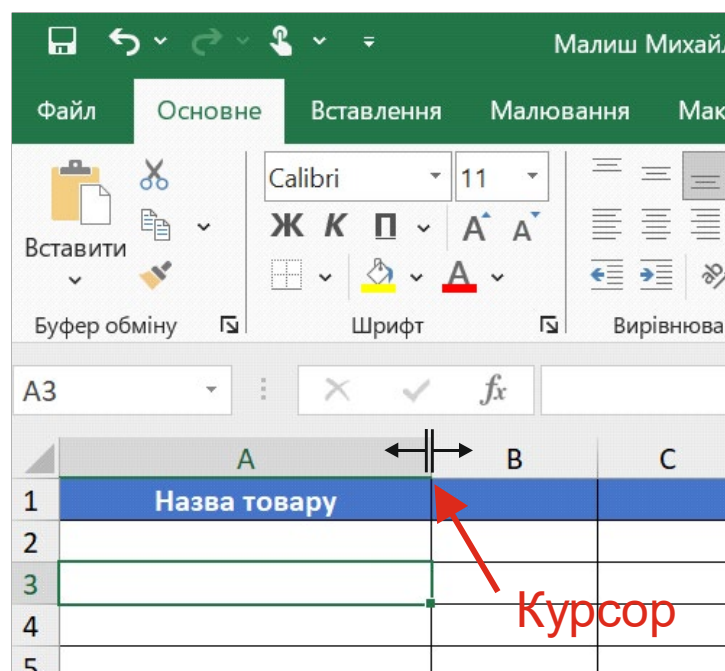 Малиш Михайл
Файл Основне Вставлення Малювання Мак
Calibri 11
Вставити Ж К П А А А
Буфер обміну Шрифт Вирівнюва
A3 fx
A B C
1 Назва товару
2
3
Курсор
4
5